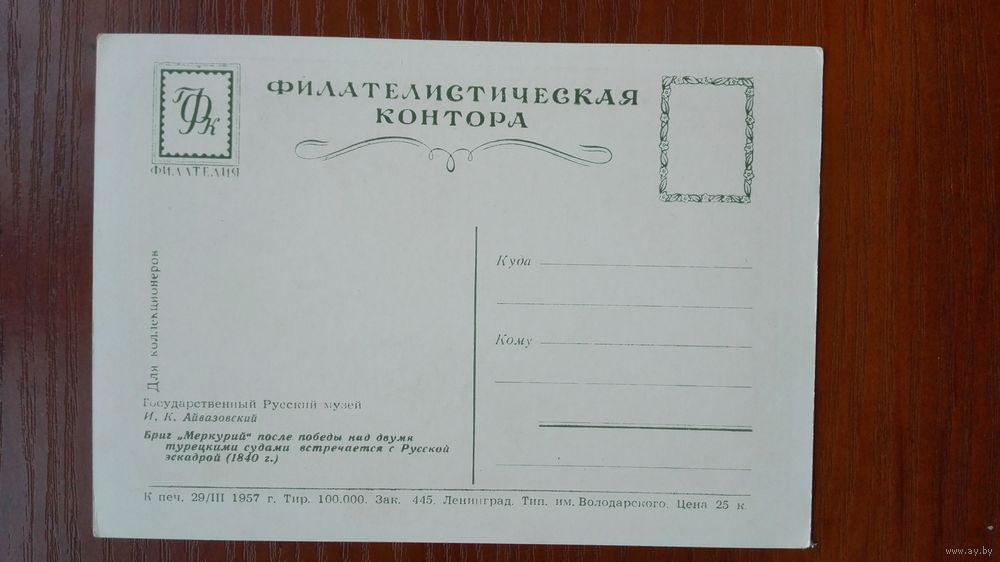 ГФК
ФИЛАТЕЛИЯ
ФИЛАТЕЛИСТИЧЕСКАЯ
КОНТОРА
Для коллекционеров
Куда
Кому
Государственный Русский музей
И. К. Айвазовский
Бриг „Меркурий“ после победы над двумя
турецкими судами встречается с Русской
эскадрой (1840 г.)
К печ. 29/III 1957 г. Тир. 100.000. Зак. 445. Ленинград. Тип. им. Володарского. Цена 25 к.
www.ay.by